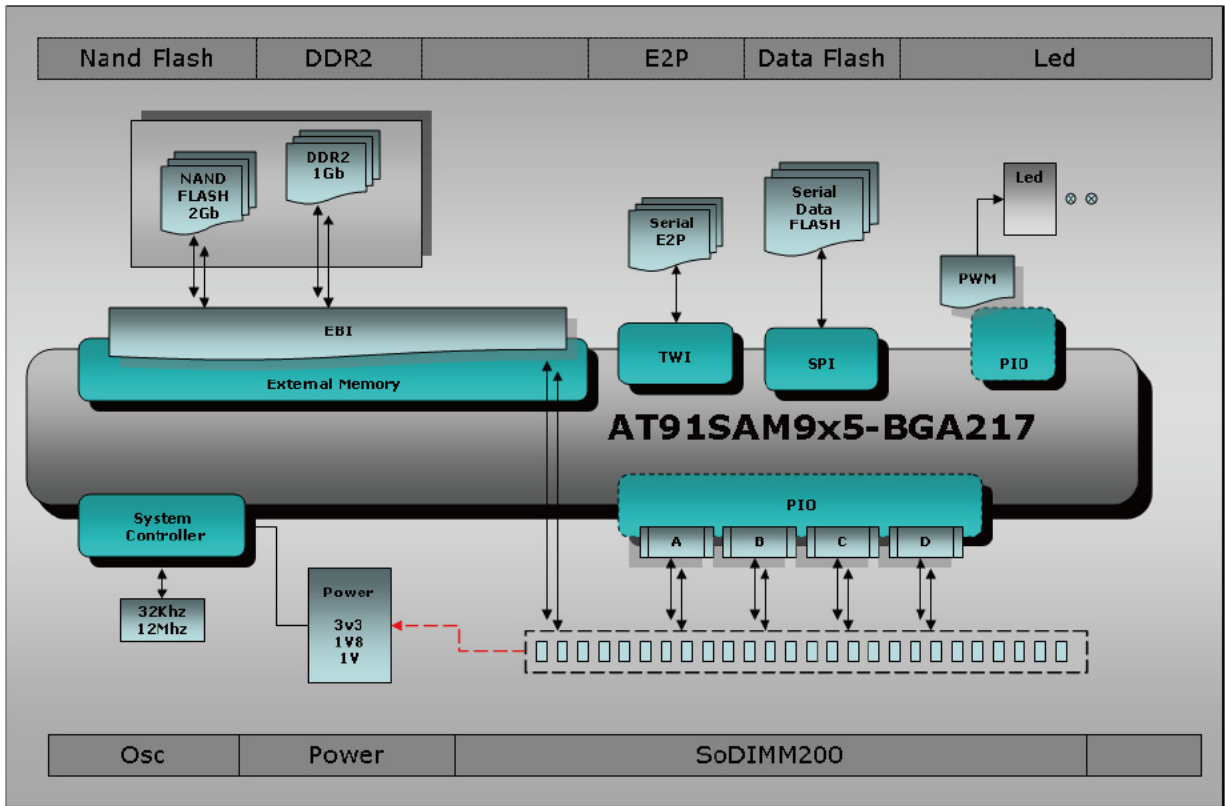 Nand Flash
DDR2
E2P
Data Flash
Led
NAND
FLASH
2Gb
DDR2
1Gb
Serial
E2P
Serial
Data
FLASH
Led
PWM
EBI
External Memory
TWI
SPI
PIO
AT91SAM9x5-BGA217
System
Controller
PIO
A
B
C
D
32Khz
12Mhz
Power
3v3
1V8
1V
Osc
Power
SoDIMM200